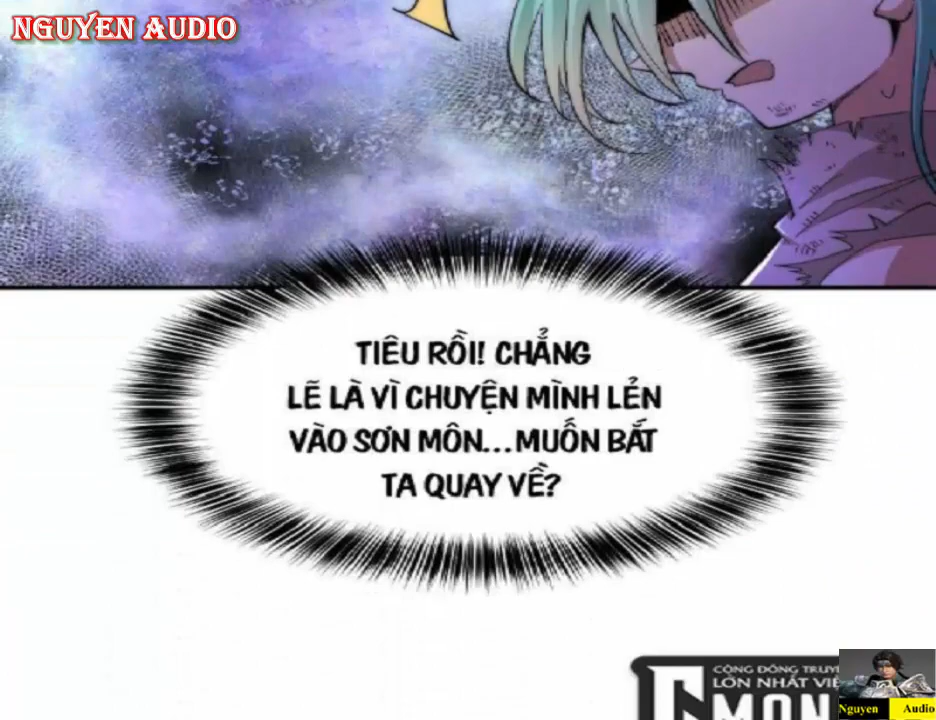 NGUYEN AUDIO
TIÊU RỒI! CHẲNG
LẼ LÀ VÌ CHUYỆN MÌNH LẺN
VÀO SƠN MÔN...MUỐN BẮT
TA QUAY VỀ?
CỘNG ĐỒNG TRUY
LỚN NHẤT VIỆ
MON
Nguyen Audio